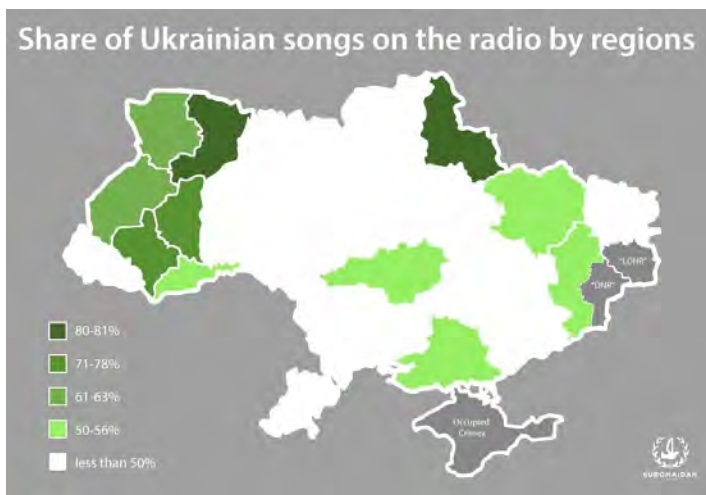 Share of Ukrainian songs on the radio by regions
"LDNR"
"DNR"
80-81%
71-78%
61-63%
50-56%
less than 50%
Occupied
Crimea
EUROMAIDAN